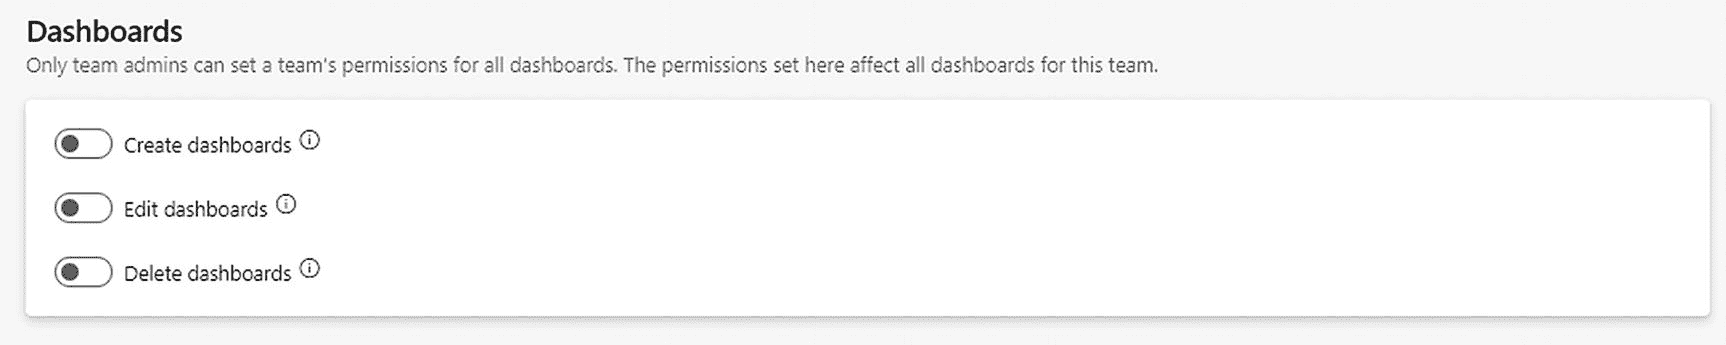 Dashboards
Only team admins can set a team's permissions for all dashboards. The permissions set here affect all dashboards for this team.
Create dashboards
Edit dashboards
Delete dashboards